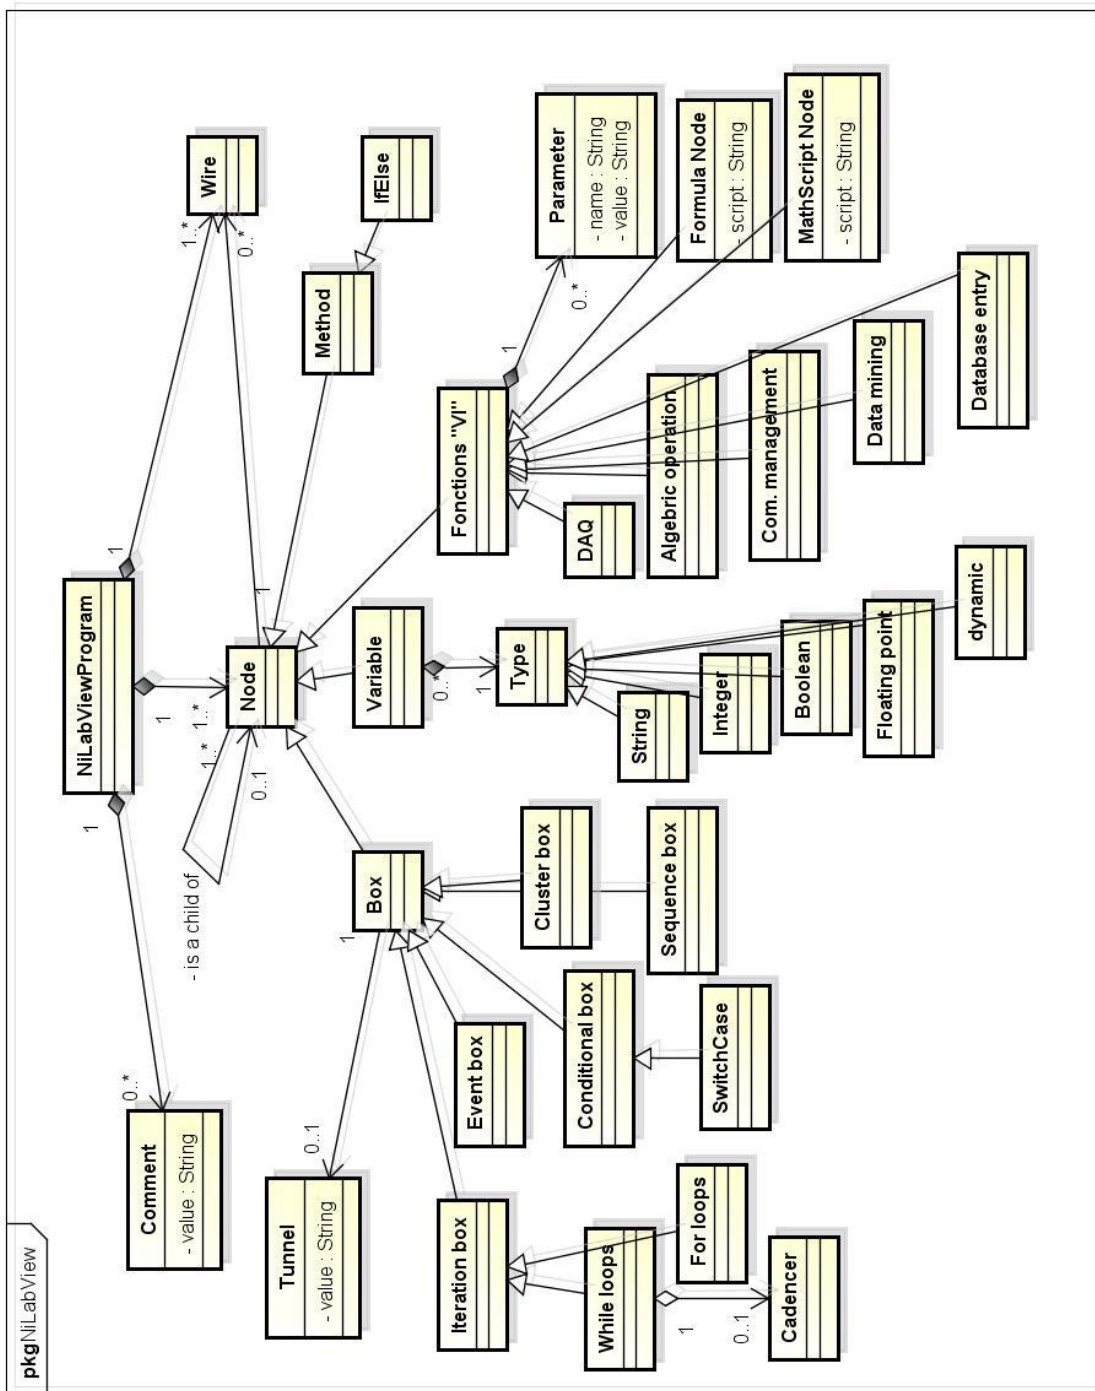 pkgNiLabView
NiLabViewProgram
1
1
1
Comment
- value : String
0..*
1..*
Wire
1..*
0..*
Node
1
1..*
0..1
- is a child of
Tunnel
- value : String
0..1
Box
1
Variable
0..*
Method
IfElse
Iteration box
Event box
Conditional box
Cluster box
Sequence box
SwitchCase
While loops
For loops
1
0..1
Cadencer
Type
1
String
Integer
Boolean
Floating point
dynamic
Fonctions "VI"
1
0..*
Parameter
- name : String
- value : String
Formula Node
- script : String
MathScript Node
- script : String
DAQ
Algebric operation
Com. management
Data mining
Database entry